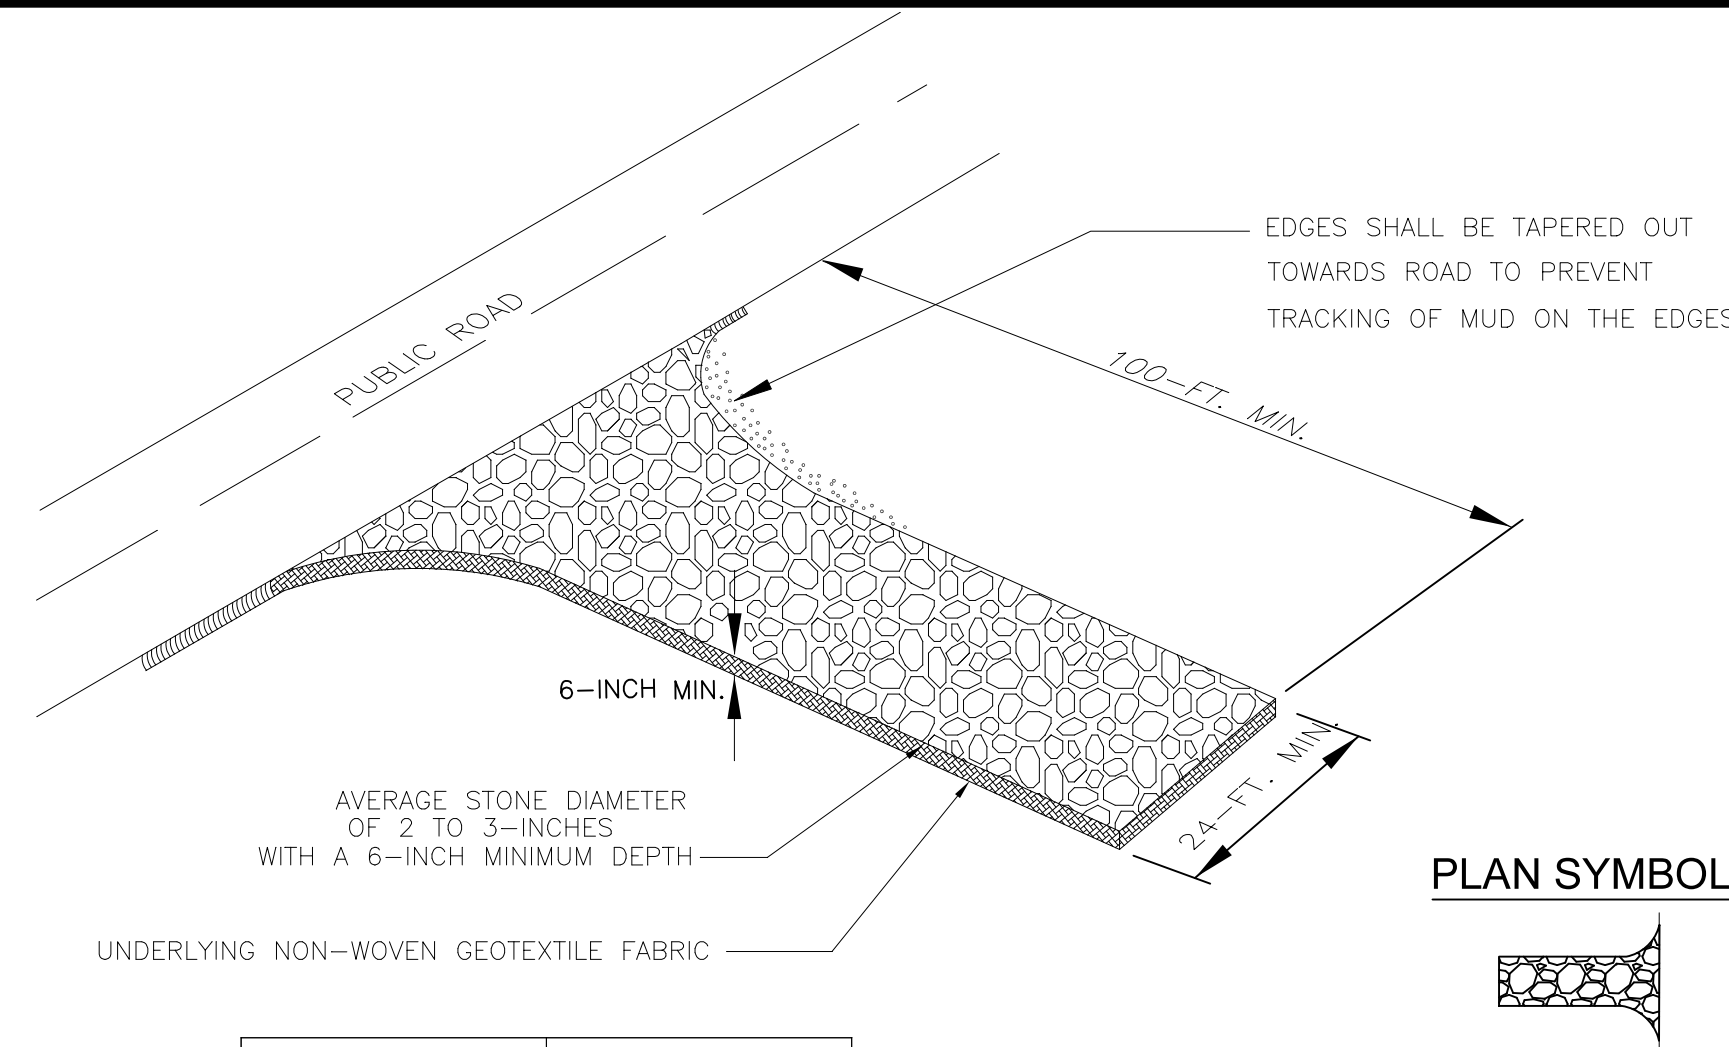 EDGES SHALL BE TAPERED OUT
TOWARDS ROAD TO PREVENT
TRACKING OF MUD ON THE EDGES
PUBLIC ROAD
100-FT. MIN.
6-INCH MIN.
24-FT. MIN.
AVERAGE STONE DIAMETER
OF 2 TO 3-INCHES
WITH A 6-INCH MINIMUM DEPTH
UNDERLYING NON-WOVEN GEOTEXTILE FABRIC
PLAN SYMBOL